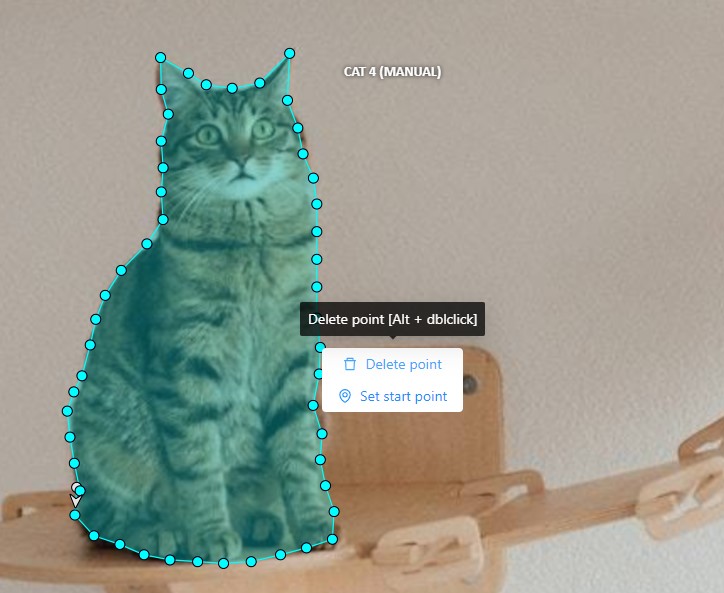 CAT 4 (MANUAL)
Delete point [Alt + dblclick]
Delete point
Set start point